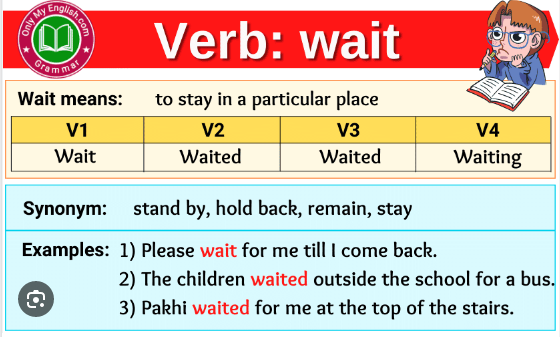 Only My English.com
Grammar
Verb: wait
Wait means: to stay in a particular place
V1 V2 V3 V4
Wait Waited Waited Waiting
Synonym: stand by, hold back, remain, stay
Examples: 1) Please wait for me till I come back.
2) The children waited outside the school for a bus.
3) Pakhi waited for me at the top of the stairs.